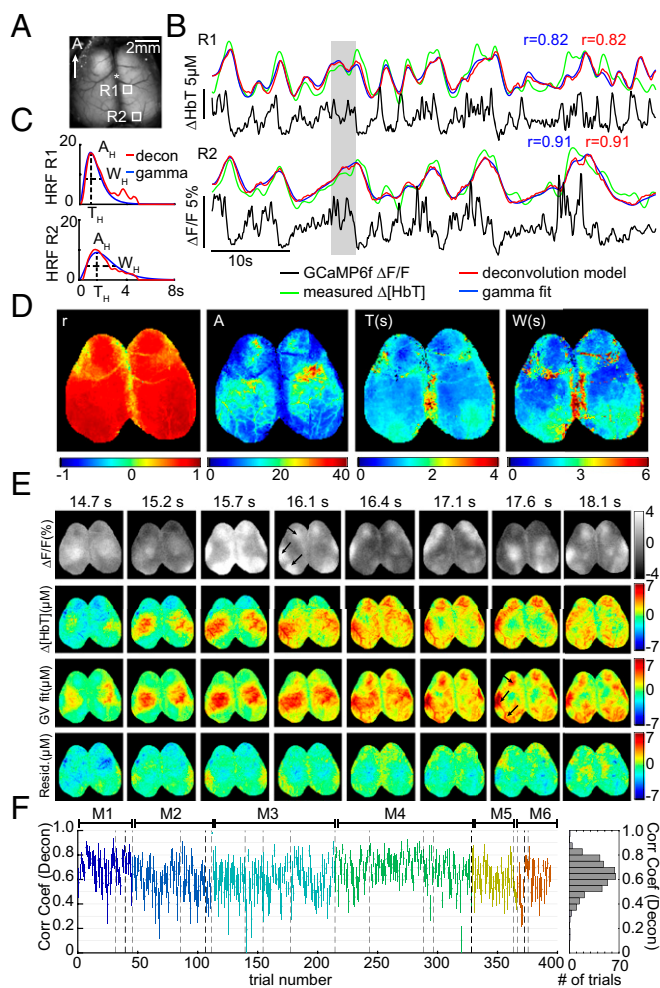 A
A
2mm
*
R1
R2
B
R1
r=0.82
r=0.82
ΔHbT 5µM
R2
r=0.91
r=0.91
ΔF/F 5%
10s
GCaMP6f ΔF/F
deconvolution model
measured Δ[HbT]
gamma fit
C
HRF R1
A_H
decon
W_H
gamma
T_H
HRF R2
A_H
W_H
T_H
0 4 8s
D
r
A
T(s)
W(s)
-1 0 1
0 20 40
0 2 4
0 3 6
E
14.7 s 15.2 s 15.7 s 16.1 s 16.4 s 17.1 s 17.6 s 18.1 s
ΔF/F(%)
4
0
-4
Δ[HbT](µM)
7
0
-7
GV fit(µM)
7
0
-7
Resid.(µM)
7
0
-7
F
M1 M2 M3 M4 M5 M6
Corr Coef (Decon)
1.0
0.8
0.6
0.4
0.2
0
0 50 100 150 200 250 300 350 400
trial number
1.0
0.8
0.6
0.4
0.2
0
Corr Coef (Decon)
0 70
# of trials